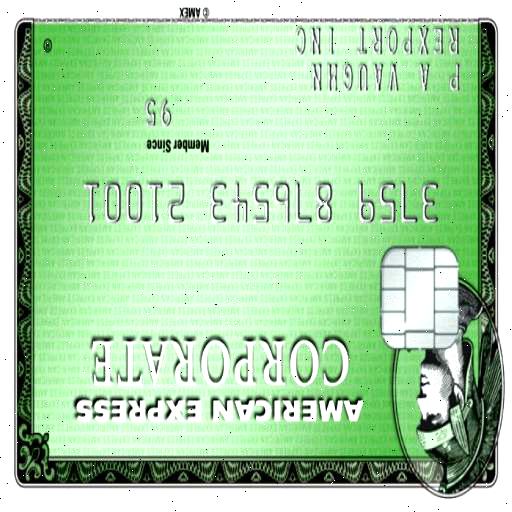 AMERICAN EXPRESS
CORPORATE
3759 876543 21001
Member Since
95
P A VAUGHN
REXPORT INC
®
© AMEX